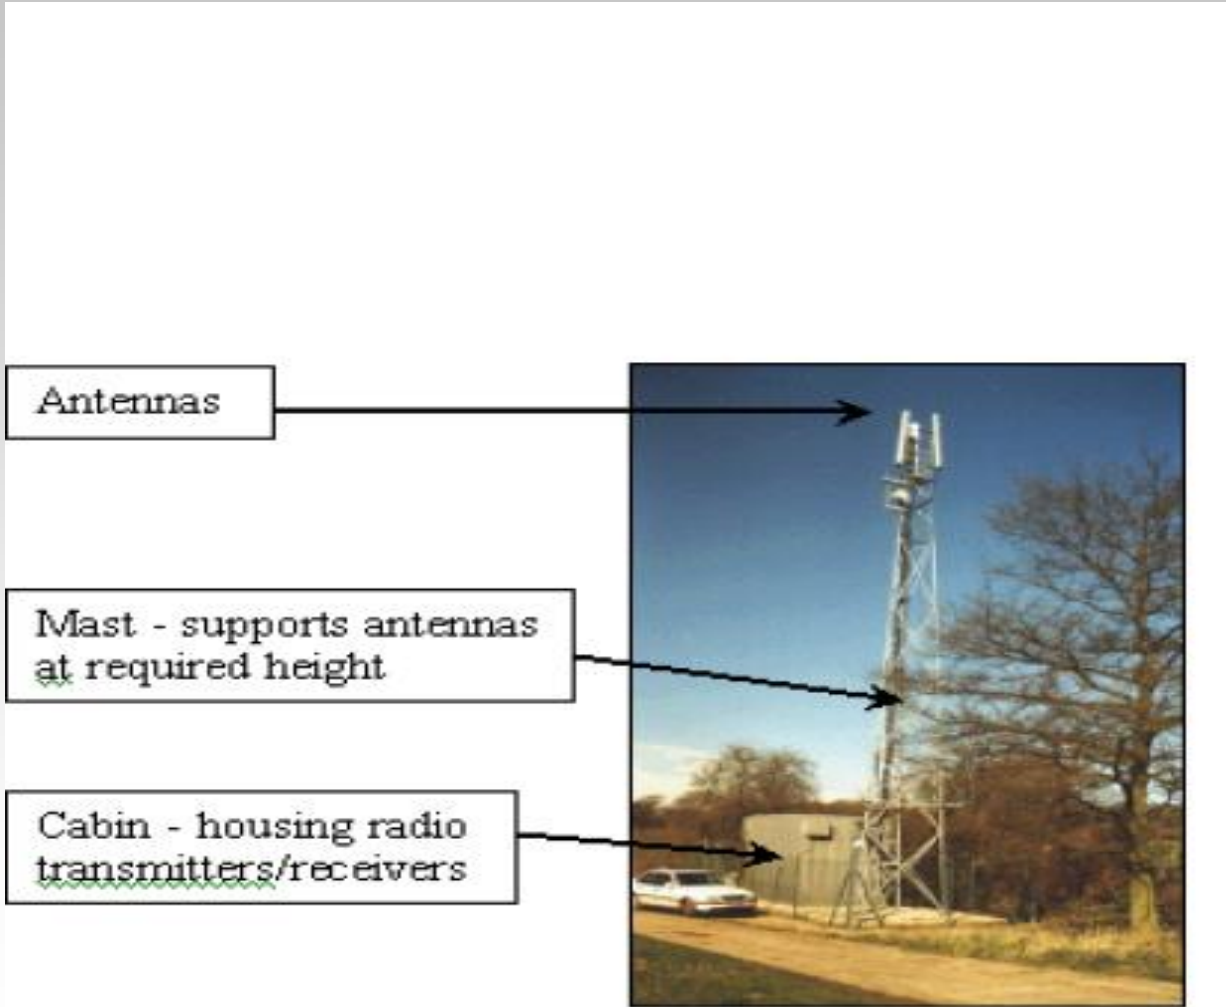 Antennas
Mast - supports antennas
at required height
Cabin - housing radio
transmitters/receivers